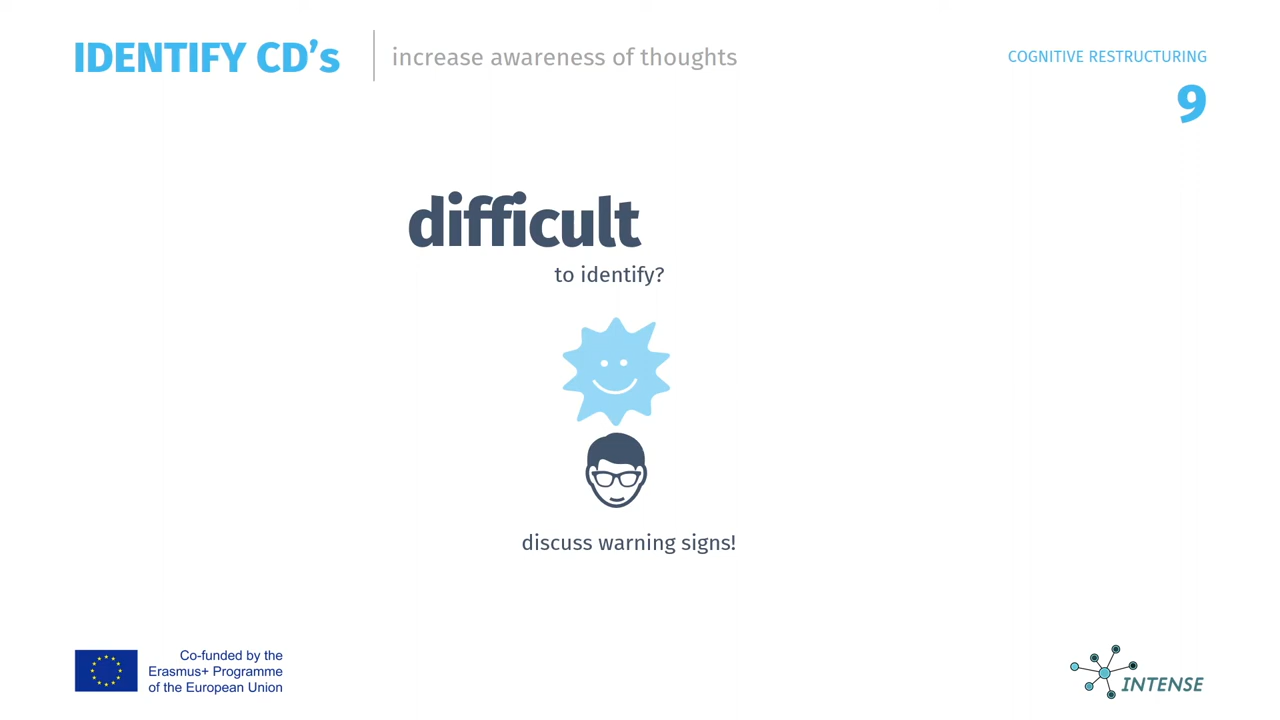 IDENTIFY CD’s
increase awareness of thoughts
COGNITIVE RESTRUCTURING
9
difficult
to identify?
discuss warning signs!
Co-funded by the
Erasmus+ Programme
of the European Union
INTENSE